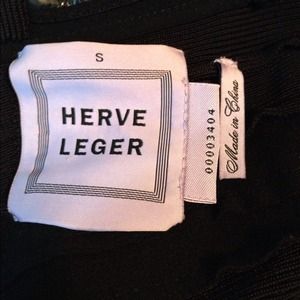 S
HERVE
LEGER
00003404
Made in China